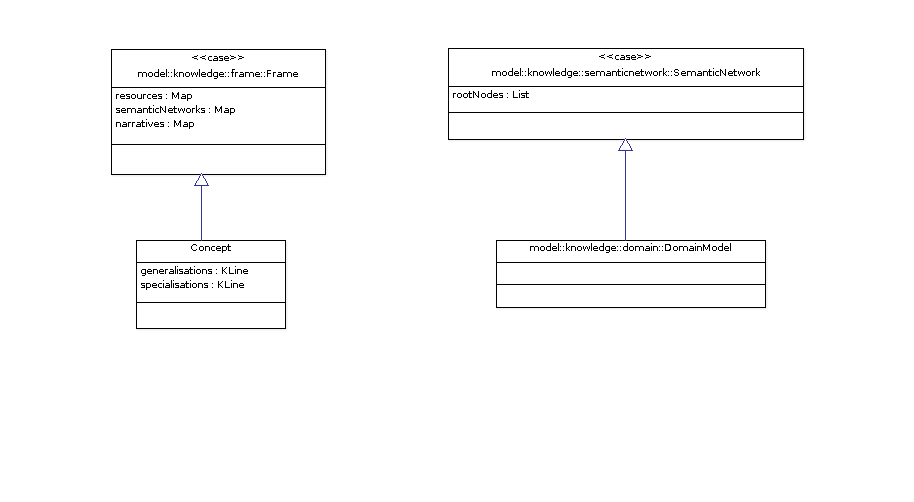 <<case>>
model::knowledge::frame::Frame
resources : Map
semanticNetworks : Map
narratives : Map
Concept
generalisations : KLine
specialisations : KLine
<<case>>
model::knowledge::semanticnetwork::SemanticNetwork
rootNodes : List
model::knowledge::domain::DomainModel